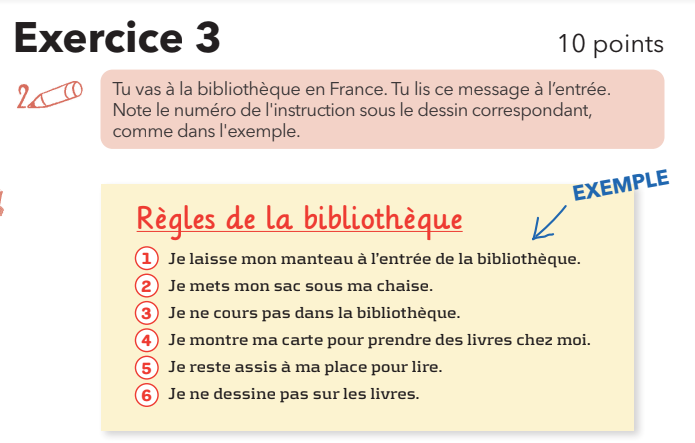 Exercice 3
10 points
2
Tu vas à la bibliothèque en France. Tu lis ce message à l’entrée.
Note le numéro de l'instruction sous le dessin correspondant,
comme dans l'exemple.
EXEMPLE
Règles de la bibliothèque
1 Je laisse mon manteau à l’entrée de la bibliothèque.
2 Je mets mon sac sous ma chaise.
3 Je ne cours pas dans la bibliothèque.
4 Je montre ma carte pour prendre des livres chez moi.
5 Je reste assis à ma place pour lire.
6 Je ne dessine pas sur les livres.